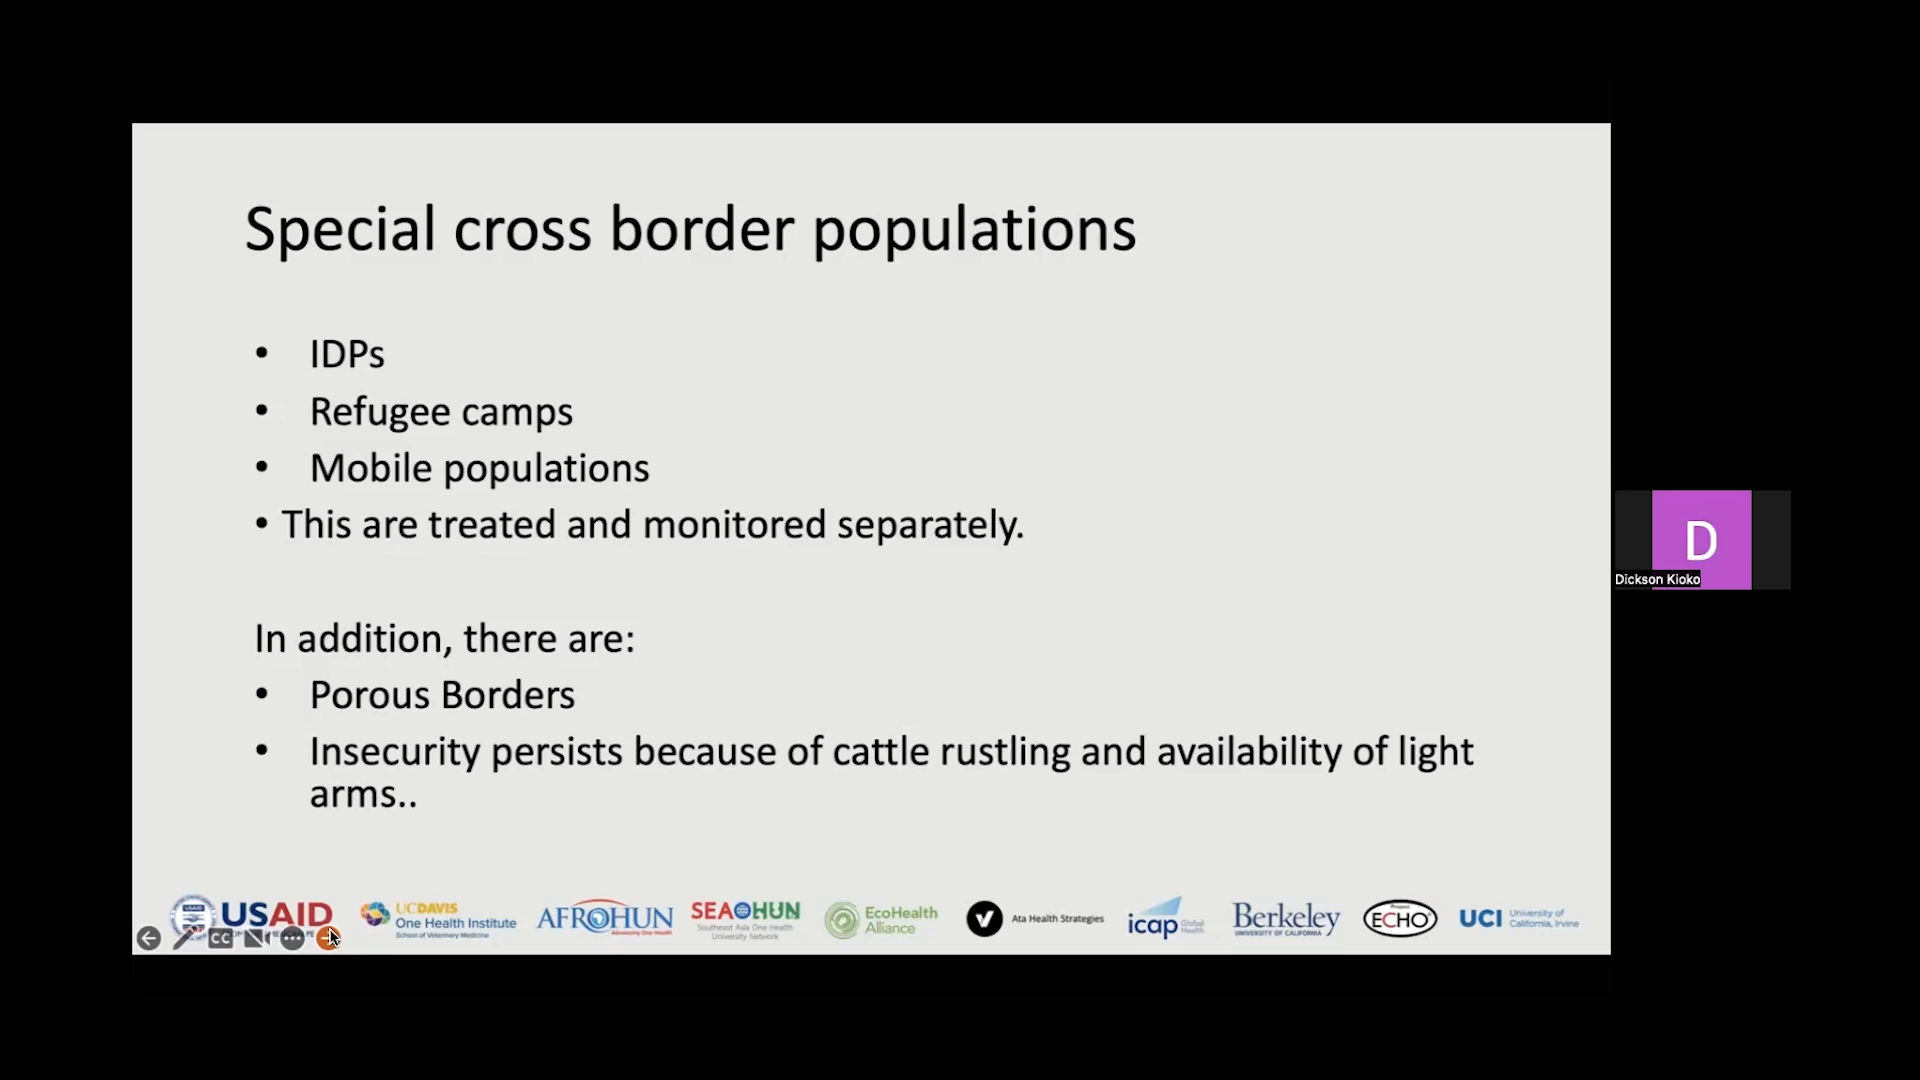 Special cross border populations
• IDPs
• Refugee camps
• Mobile populations
• This are treated and monitored separately.
In addition, there are:
• Porous Borders
• Insecurity persists because of cattle rustling and availability of light
arms..
D
Dickson Kioko
USAID
UCDAVIS
One Health Institute
School of Veterinary Medicine
AFROHUN
Advancing One Health
SEAOHUN
Southeast Asia One Health
University Network
EcoHealth
Alliance
Ata Health Strategies
icap Global
Health
Berkeley
UNIVERSITY OF CALIFORNIA
Project
ECHO
UCI University of
California, Irvine
CC